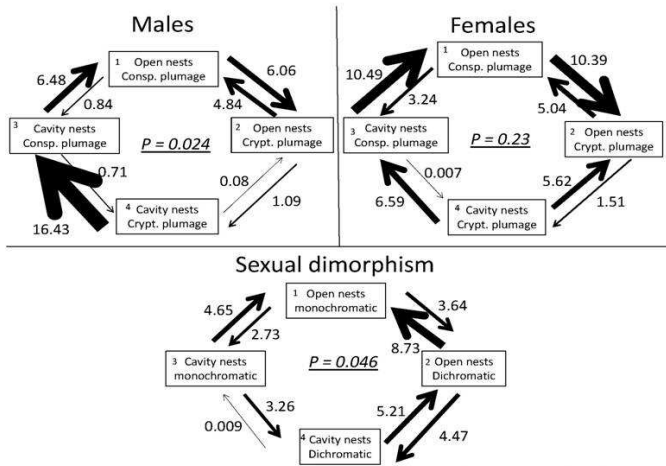 Males
1 Open nests
Consp. plumage
6.48
6.06
0.84
4.84
3 Cavity nests
Consp. plumage
P = 0.024
2 Open nests
Crypt. plumage
0.71
0.08
1.09
16.43
4 Cavity nests
Crypt. plumage
Females
1 Open nests
Consp. plumage
10.49
10.39
3.24
5.04
3 Cavity nests
Consp. plumage
P = 0.23
2 Open nests
Crypt. plumage
0.007
5.62
6.59
1.51
4 Cavity nests
Crypt. plumage
Sexual dimorphism
1 Open nests
monochromatic
4.65
3.64
2.73
8.73
3 Cavity nests
monochromatic
P = 0.046
2 Open nests
Dichromatic
3.26
5.21
0.009
4.47
4 Cavity nests
Dichromatic